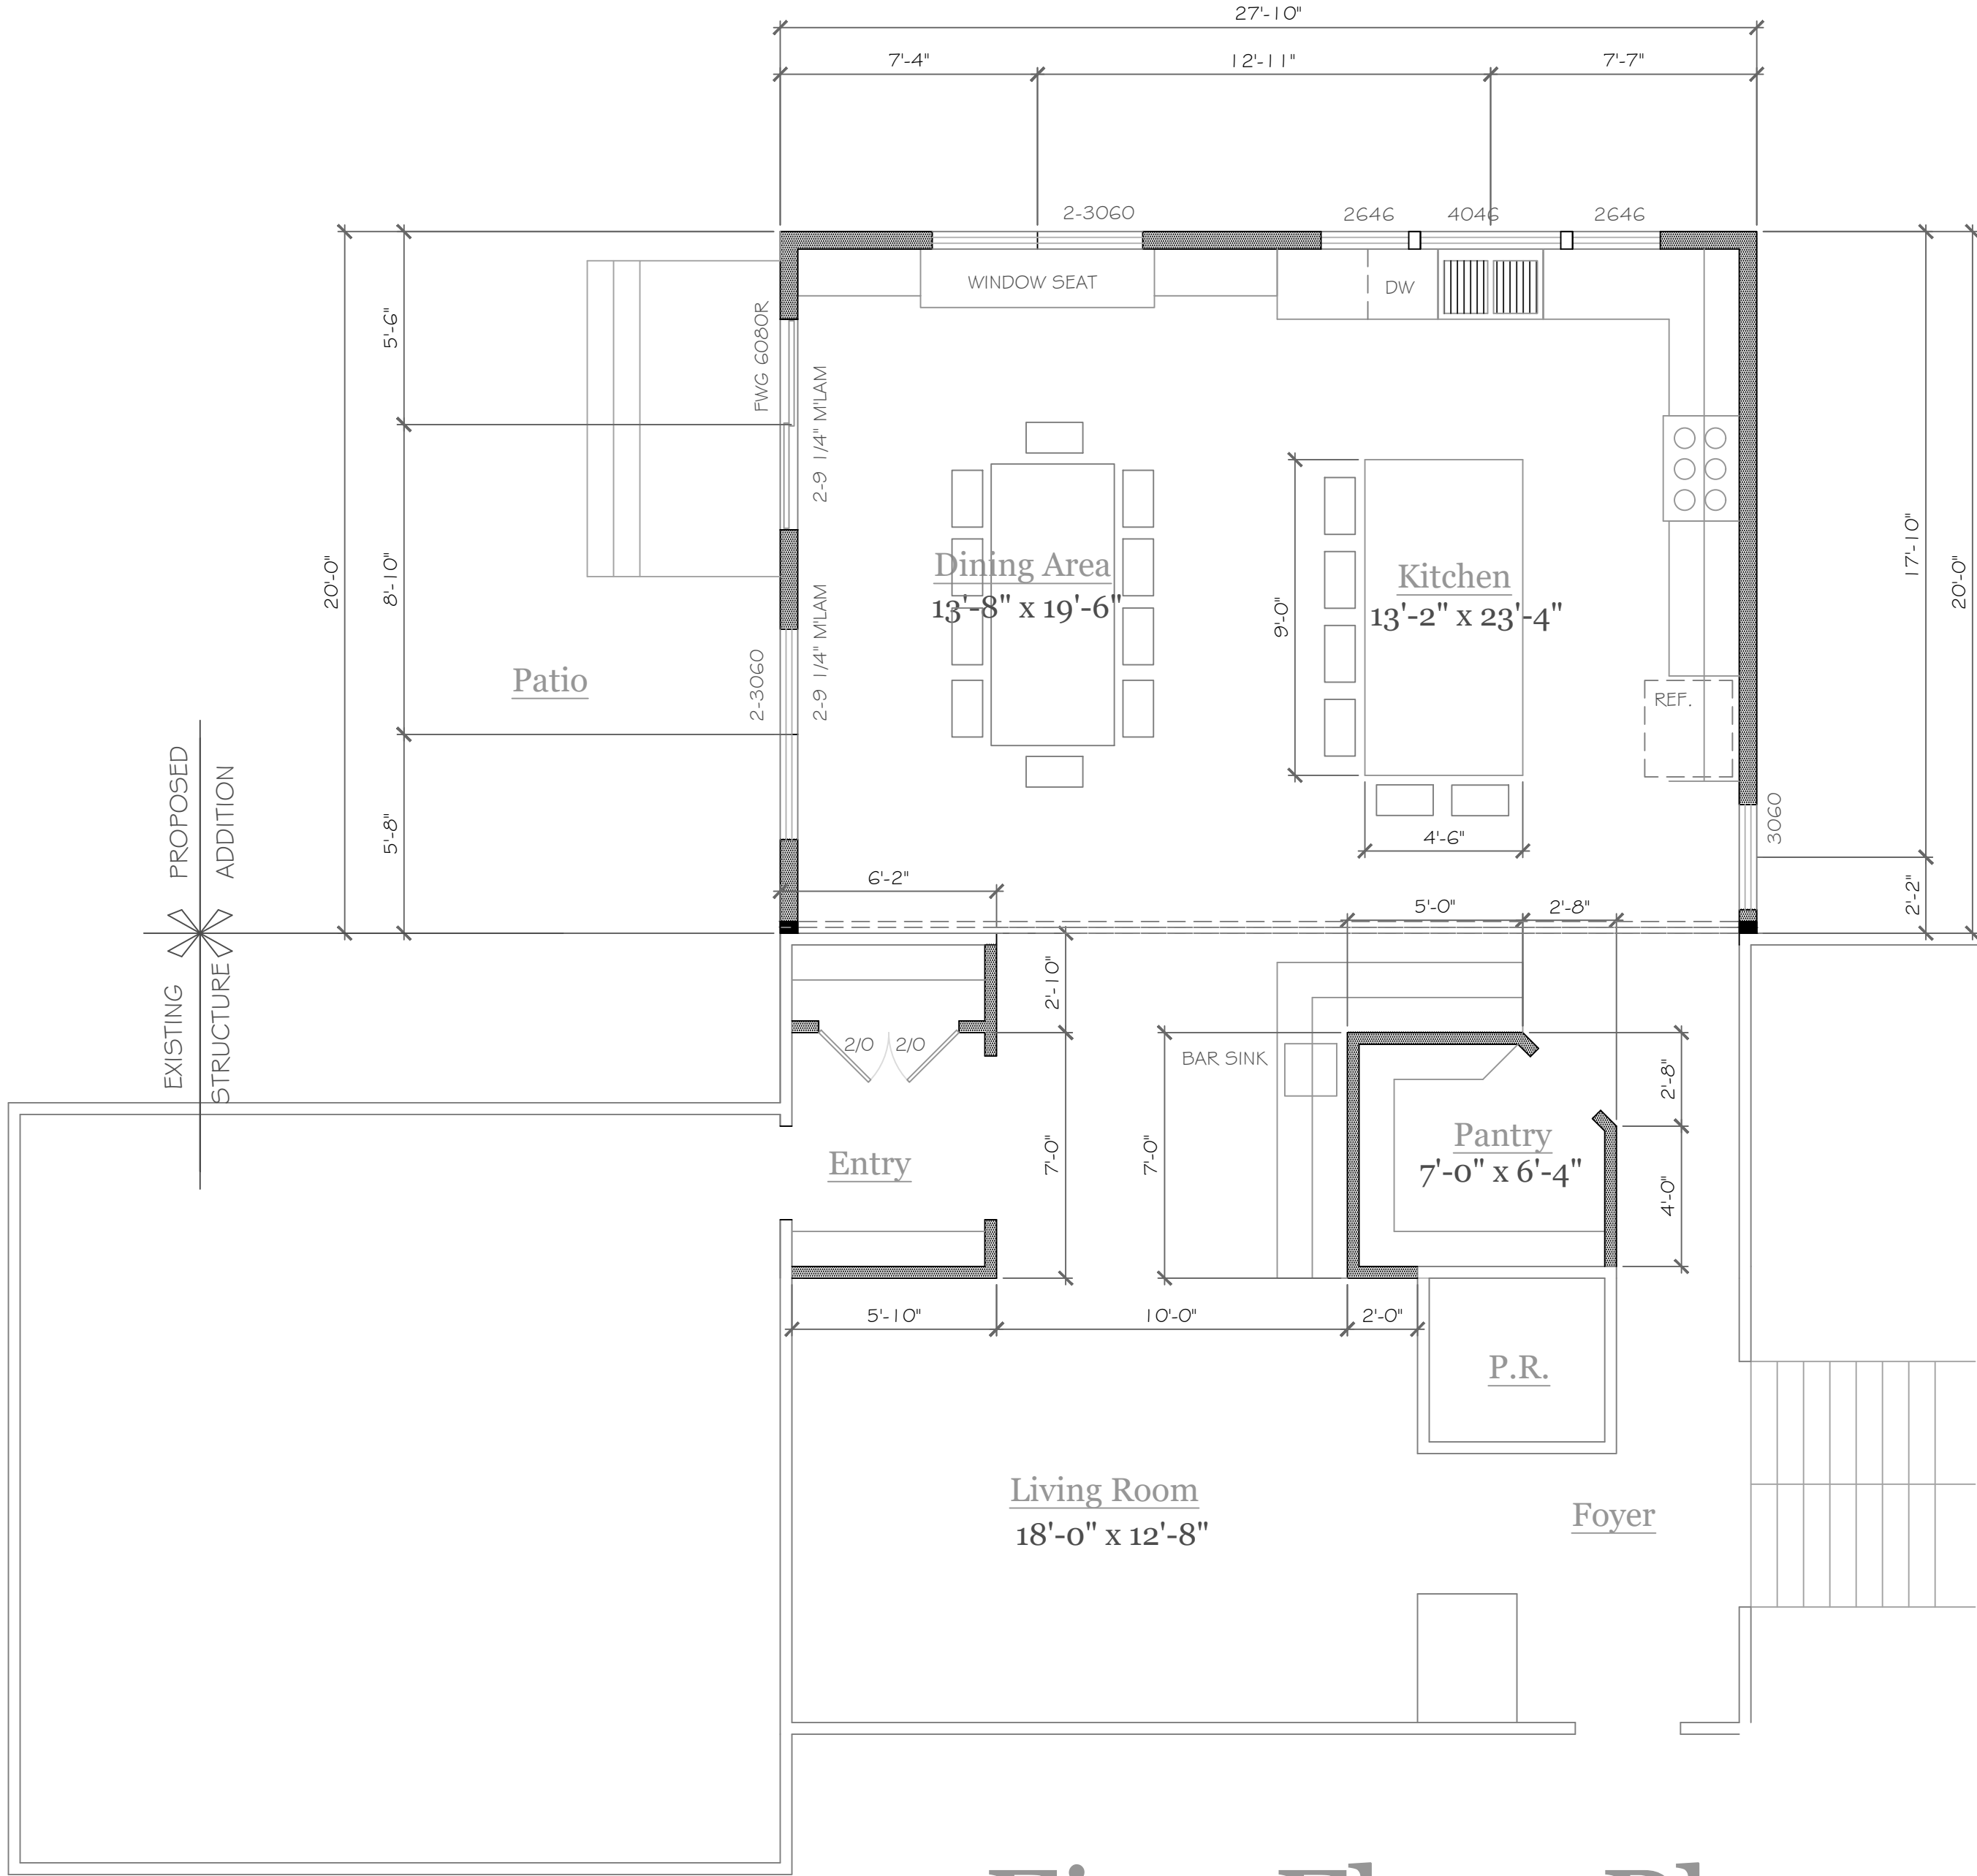 27'-10"
7'-4"
12'-11"
7'-7"
2-3060
2646
4046
2646
WINDOW SEAT
DW
FWG 6080R
2-9 1/4" M'LAM
5'-6"
20'-0"
8'-10"
Dining Area
13'-8" x 19'-6"
Kitchen
13'-2" x 23'-4"
9'-0"
17'-10"
20'-0"
Patio
2-3060
2-9 1/4" M'LAM
REF.
PROPOSED
ADDITION
5'-8"
3060
4'-6"
6'-2"
5'-0"
2'-8"
2'-2"
EXISTING
STRUCTURE
2'-10"
2/0
2/0
BAR SINK
2'-8"
Entry
7'-0"
7'-0"
Pantry
7'-0" x 6'-4"
4'-0"
5'-10"
10'-0"
2'-0"
P.R.
Living Room
18'-0" x 12'-8"
Foyer